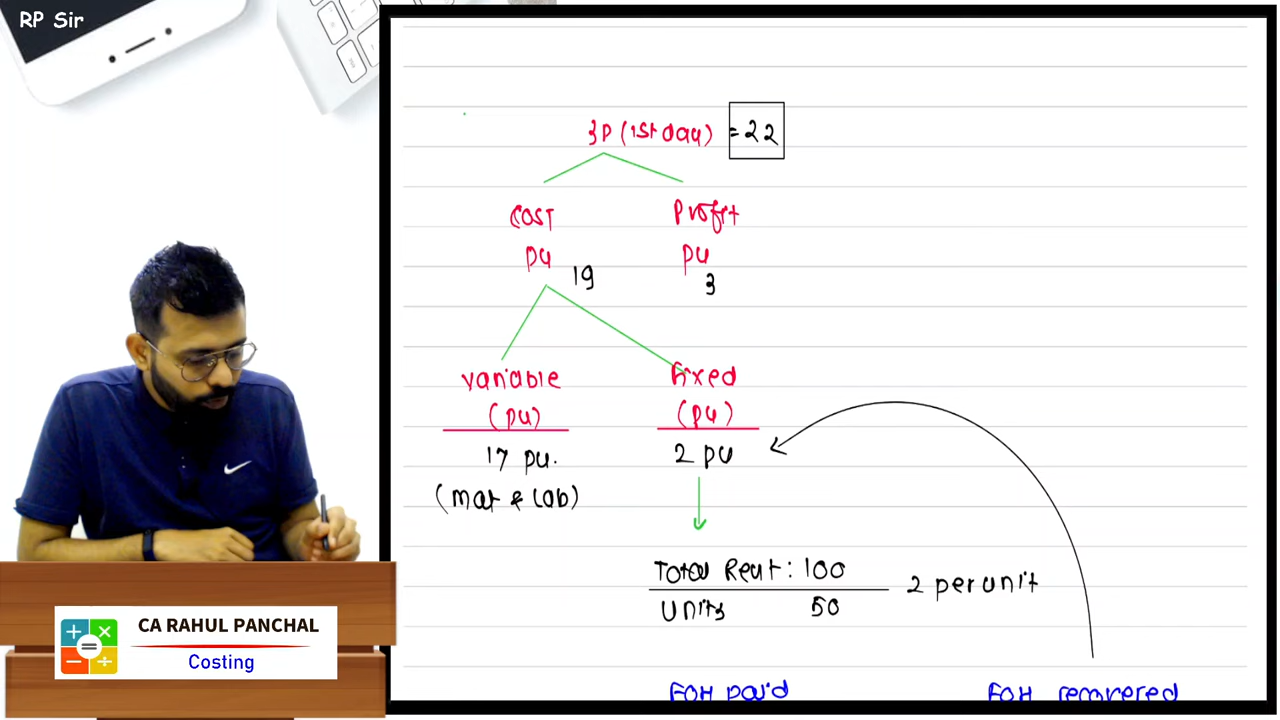 RP Sir
SP (1st day) = 22
Cost Profit
pu pu
19 3
variable fixed
(pu) (pu)
17 pu. 2 pu
(mat & Lab)
Total Rent : 100
Units 50
2 per unit
CA RAHUL PANCHAL
Costing
FOH paid FOH recovered